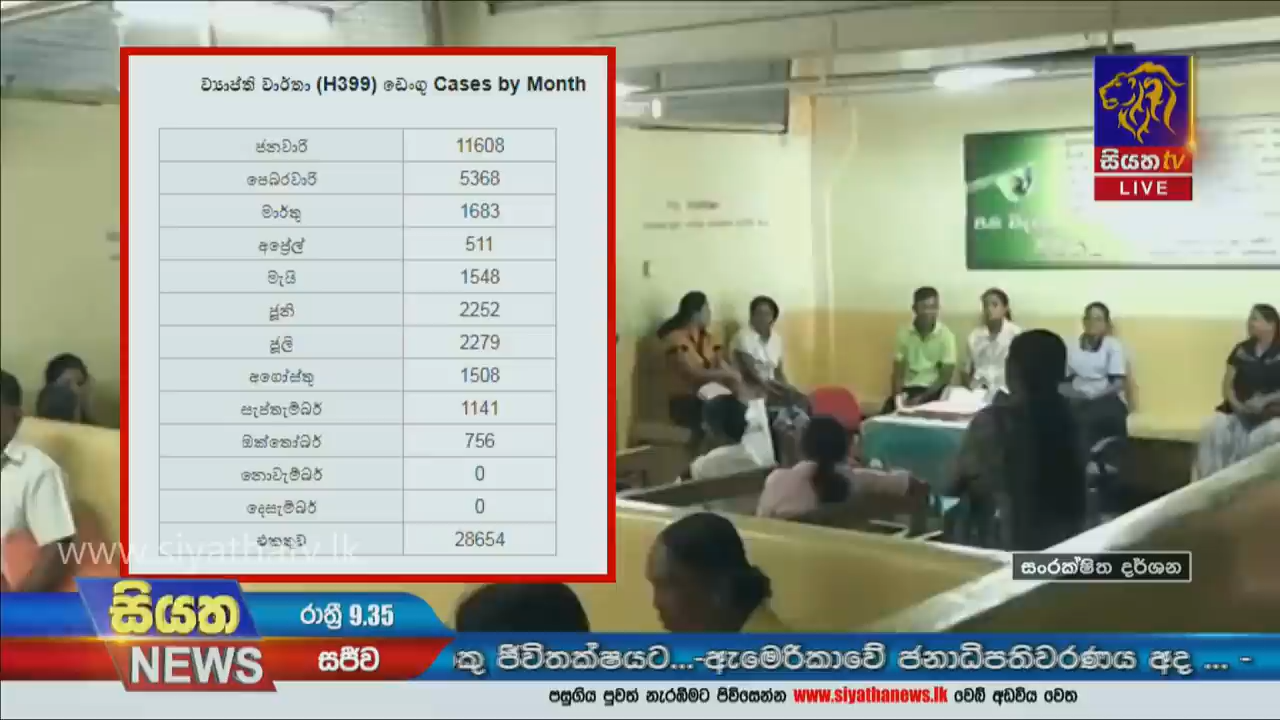 ව්‍යාප්ති වාර්තා (H399) ඩෙංගු Cases by Month
ජනවාරි 11608
පෙබරවාරි 5368
මාර්තු 1683
අප්‍රේල් 511
මැයි 1548
ජූනි 2252
ජූලි 2279
අගෝස්තු 1508
සැප්තැම්බර් 1141
ඔක්තෝබර් 756
නොවැම්බර් 0
දෙසැම්බර් 0
එකතුව 28654
සියත tv
LIVE
www.siyathatv.lk
සංරක්ෂිත දර්ශන
සියත
NEWS
රාත්‍රී 9.35
සජීව
කු ජීවිතක්ෂයට...-ඇමෙරිකාවේ ජනාධිපතිවරණය අද ... -
පසුගිය පුවත් නැරඹීමට පිවිසෙන්න www.siyathanews.lk වෙබ් අඩවිය වෙත